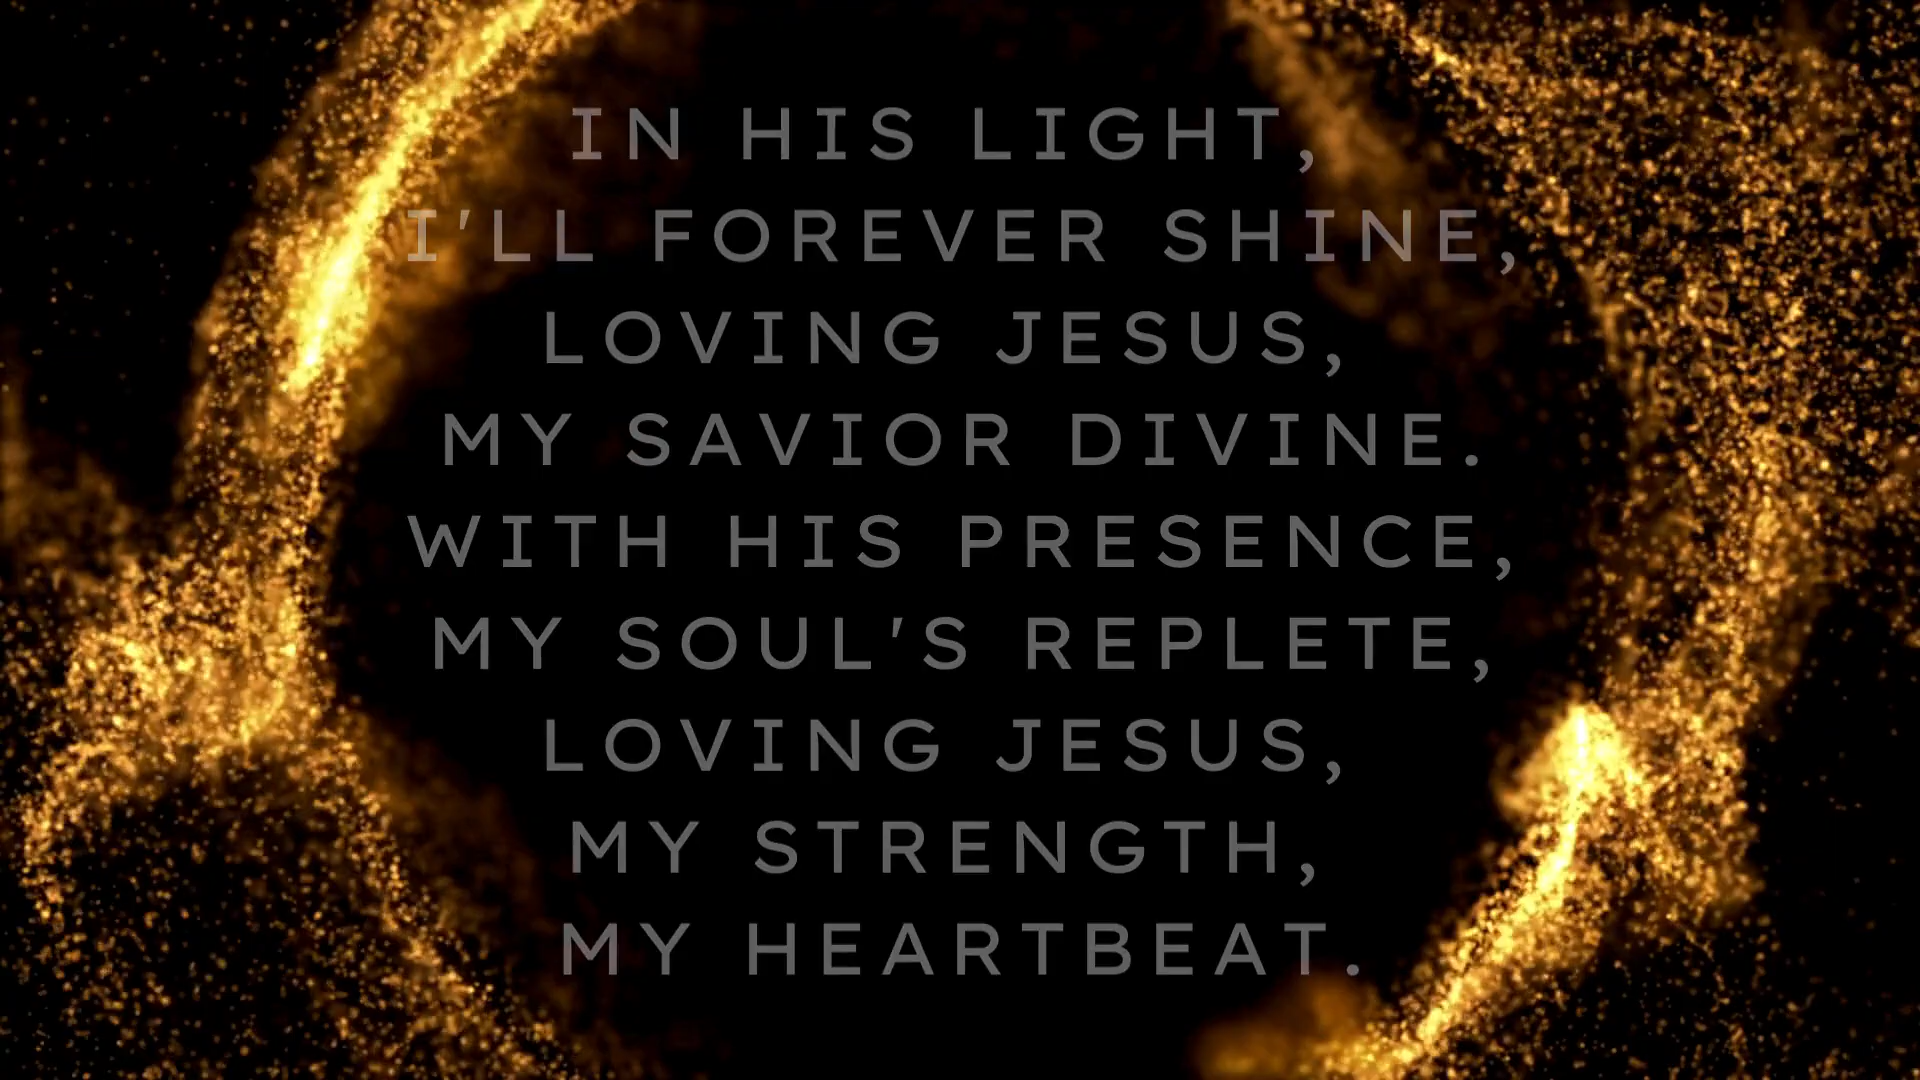 IN HIS LIGHT,
I'LL FOREVER SHINE,
LOVING JESUS,
MY SAVIOR DIVINE.
WITH HIS PRESENCE,
MY SOUL'S REPLETE,
LOVING JESUS,
MY STRENGTH,
MY HEARTBEAT.